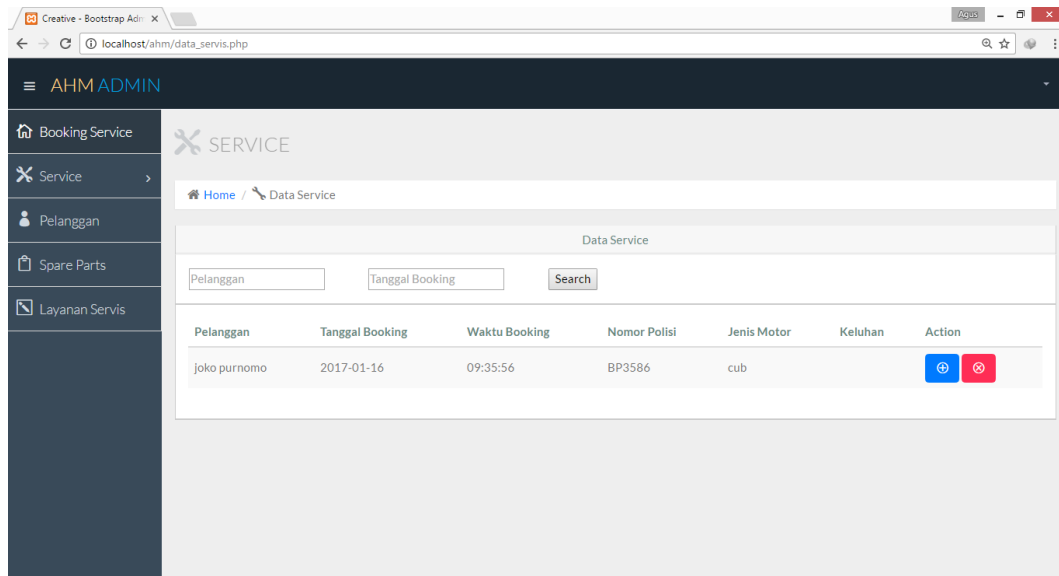 Creative - Bootstrap Adm
Agus
localhost/ahm/data_servis.php
AHM ADMIN
Booking Service
Service
Pelanggan
Spare Parts
Layanan Servis
SERVICE
Home / Data Service
Data Service
Pelanggan Tanggal Booking Search
Pelanggan Tanggal Booking Waktu Booking Nomor Polisi Jenis Motor Keluhan Action
joko purnomo 2017-01-16 09:35:56 BP3586 cub